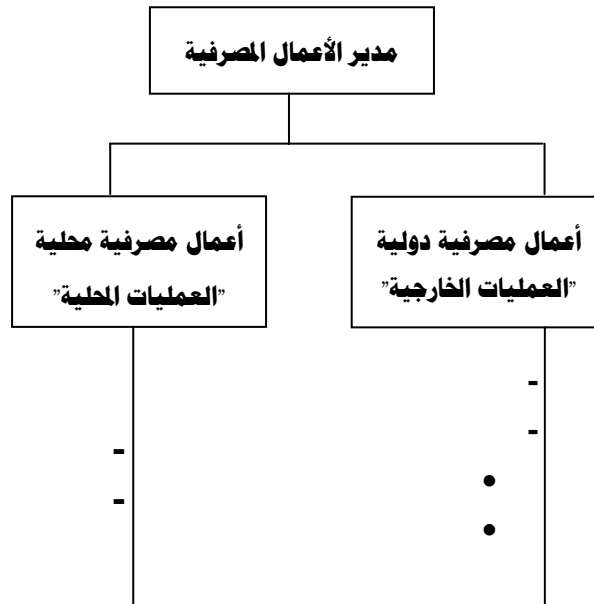 مدير الأعمال المصرفية
أعمال مصرفية دولية
"العمليات الخارجية"
-
-
•
•
أعمال مصرفية محلية
"العمليات المحلية"
-
-